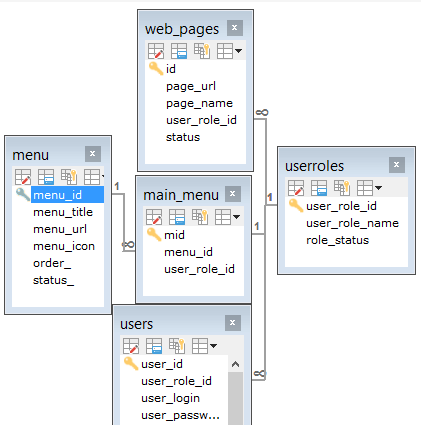 web_pages
id
page_url
page_name
user_role_id
status
menu
menu_id
menu_title
menu_url
menu_icon
order_
status_
main_menu
mid
menu_id
user_role_id
userroles
user_role_id
user_role_name
role_status
users
user_id
user_role_id
user_login
user_passw...
1
∞
1
1
∞
∞